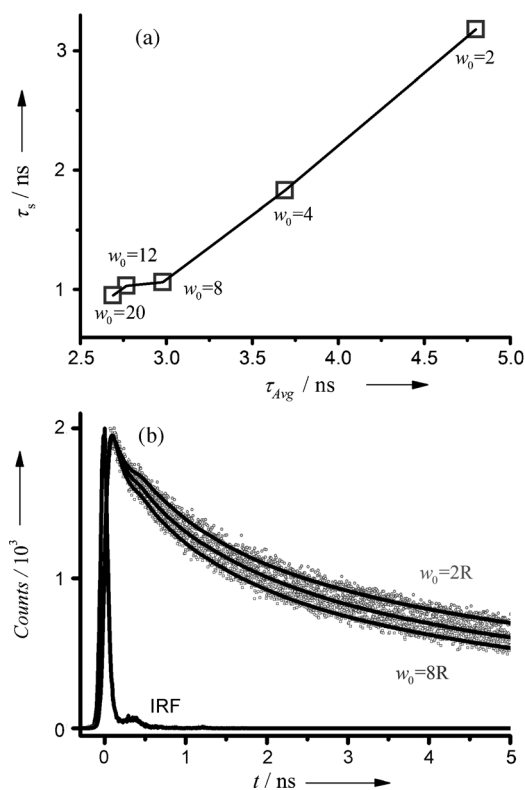 (a)
3
2
1
τs / ns
w0=2
w0=4
w0=12
w0=8
w0=20
2.5 3.0 3.5 4.0 4.5 5.0
τAvg / ns
(b)
2
1
0
Counts / 10³
w0=2R
w0=8R
IRF
0 1 2 3 4 5
t / ns